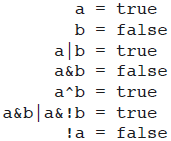 a = true
b = false
a|b = true
a&b = false
a^b = true
a&b|a&!b = true
!a = false